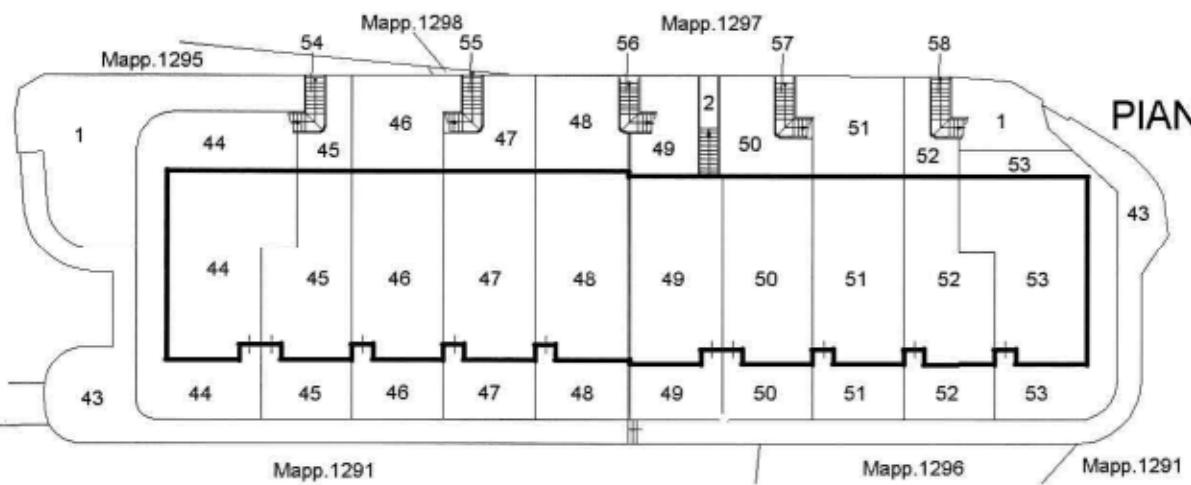 Mapp.1298 Mapp.1297
54 55 56 57 58
Mapp.1295
1 44 45 46 47 48 49 2 50 51 52 1 PIAN
53
43
44 45 46 47 48 49 50 51 52 53
43 44 45 46 47 48 49 50 51 52 53
Mapp.1291 Mapp.1296 Mapp.1291